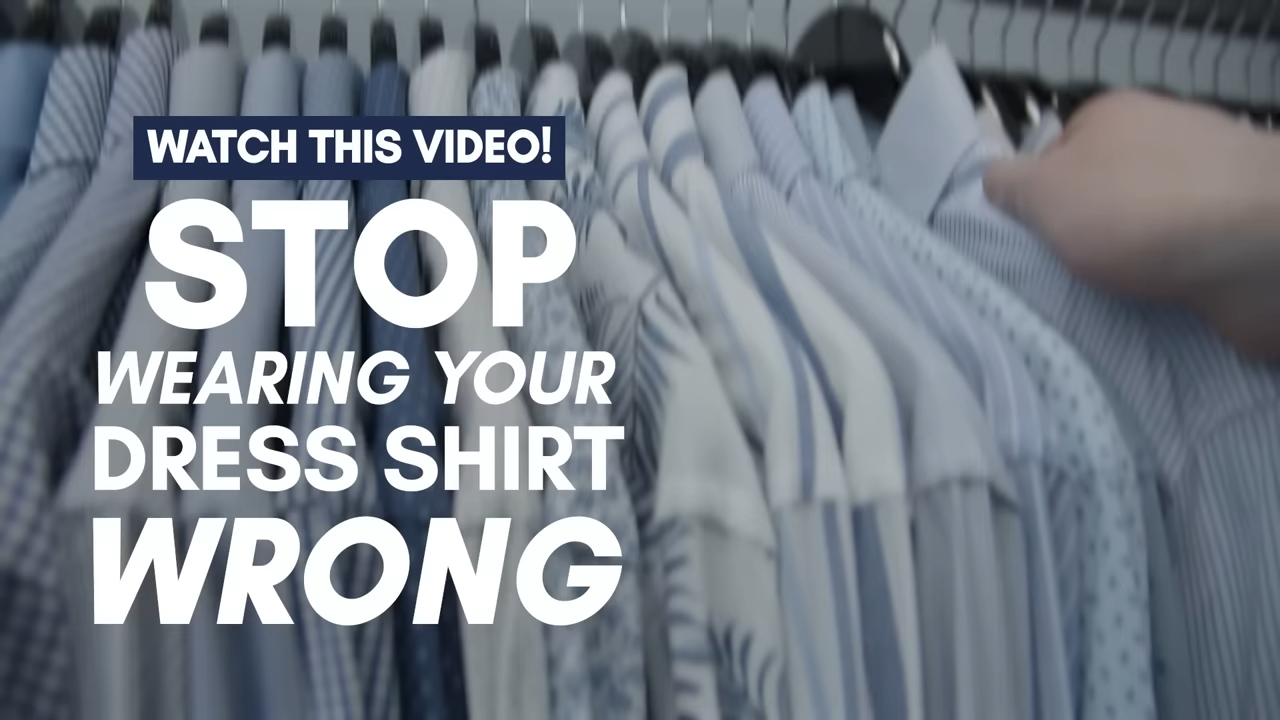 WATCH THIS VIDEO!
STOP
WEARING YOUR
DRESS SHIRT
WRONG